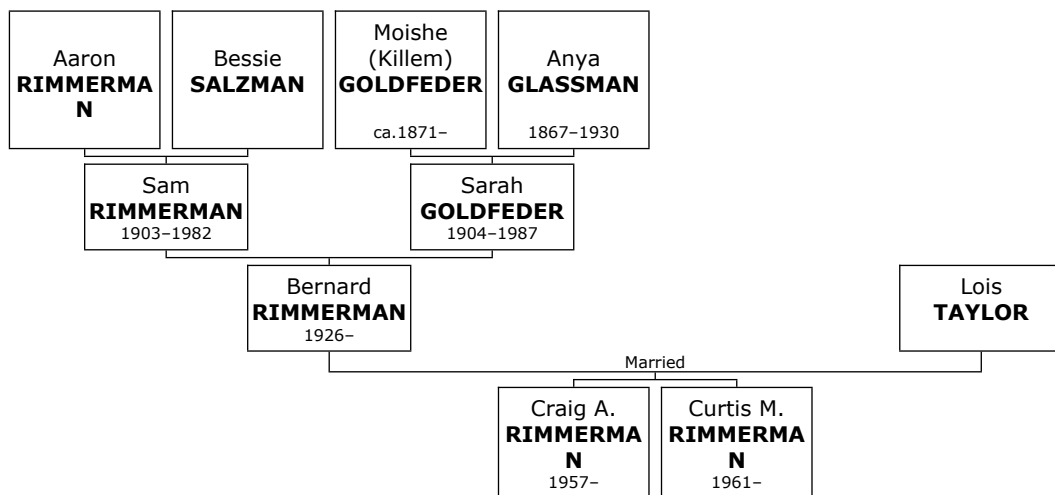 Aaron
RIMMERMA
N
Bessie
SALZMAN
Moishe
(Killem)
GOLDFEDER
ca.1871–
Anya
GLASSMAN
1867–1930
Sam
RIMMERMAN
1903–1982
Sarah
GOLDFEDER
1904–1987
Bernard
RIMMERMAN
1926–
Lois
TAYLOR
Married
Craig A.
RIMMERMA
N
1957–
Curtis M.
RIMMERMA
N
1961–